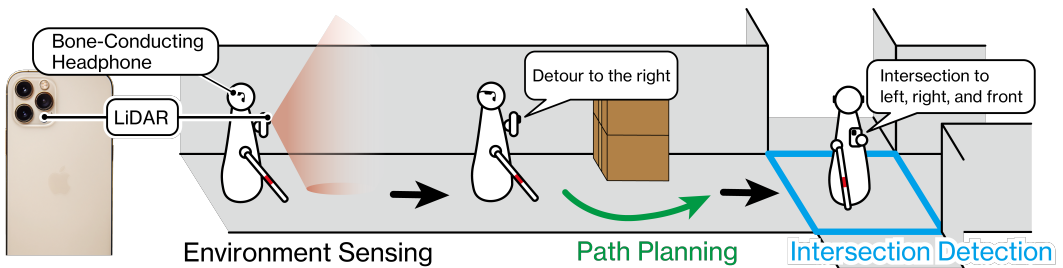 Bone-Conducting
Headphone
LiDAR
Detour to the right
Intersection to
left, right, and front
Environment Sensing
Path Planning
Intersection Detection